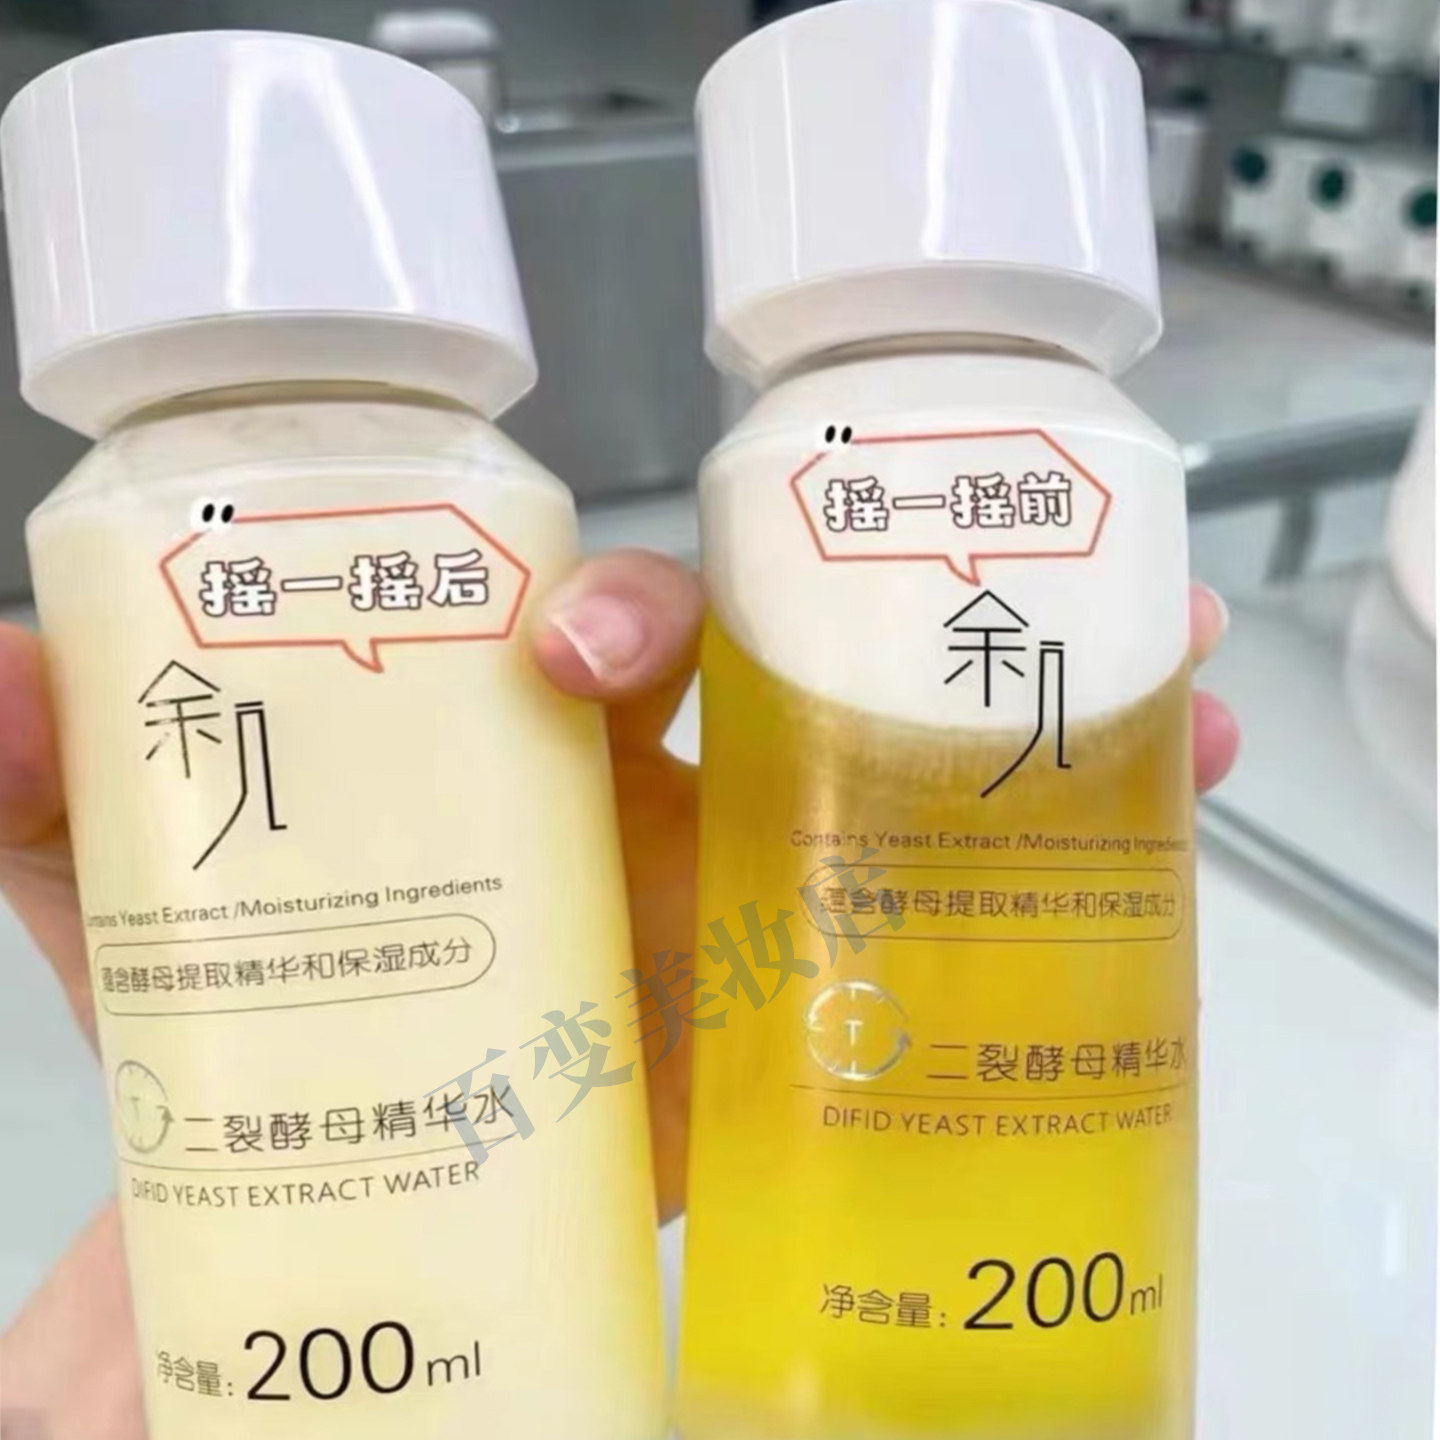 摇一摇后
余几
Contains Yeast Extract /Moisturizing Ingredients
蕴含酵母提取精华和保湿成分
T
二裂酵母精华水
DIFID YEAST EXTRACT WATER
净含量: 200ml
摇一摇前
余几
Contains Yeast Extract /Moisturizing Ingredients
蕴含酵母提取精华和保湿成分
T
二裂酵母精华水
DIFID YEAST EXTRACT WATER
净含量: 200ml
百变美妆店